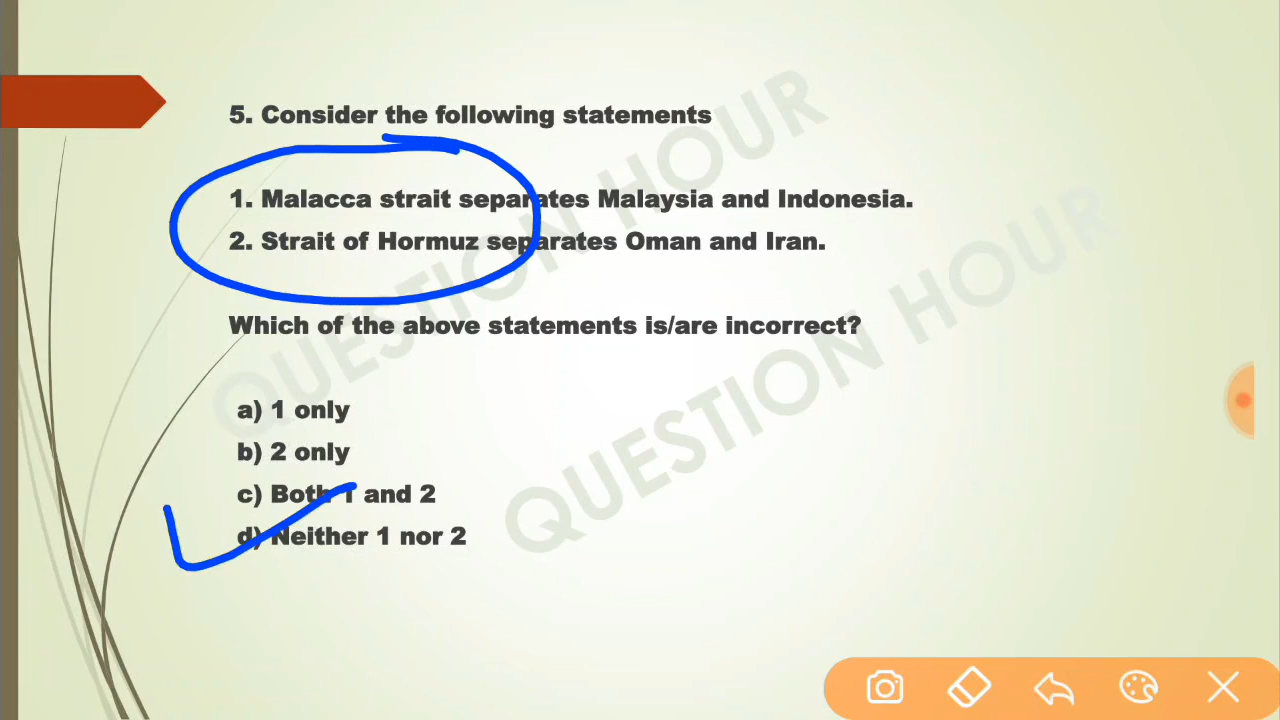 5. Consider the following statements
1. Malacca strait separates Malaysia and Indonesia.
2. Strait of Hormuz separates Oman and Iran.
Which of the above statements is/are incorrect?
a) 1 only
b) 2 only
c) Both 1 and 2
d) Neither 1 nor 2
QUESTION HOUR
QUESTION HOUR